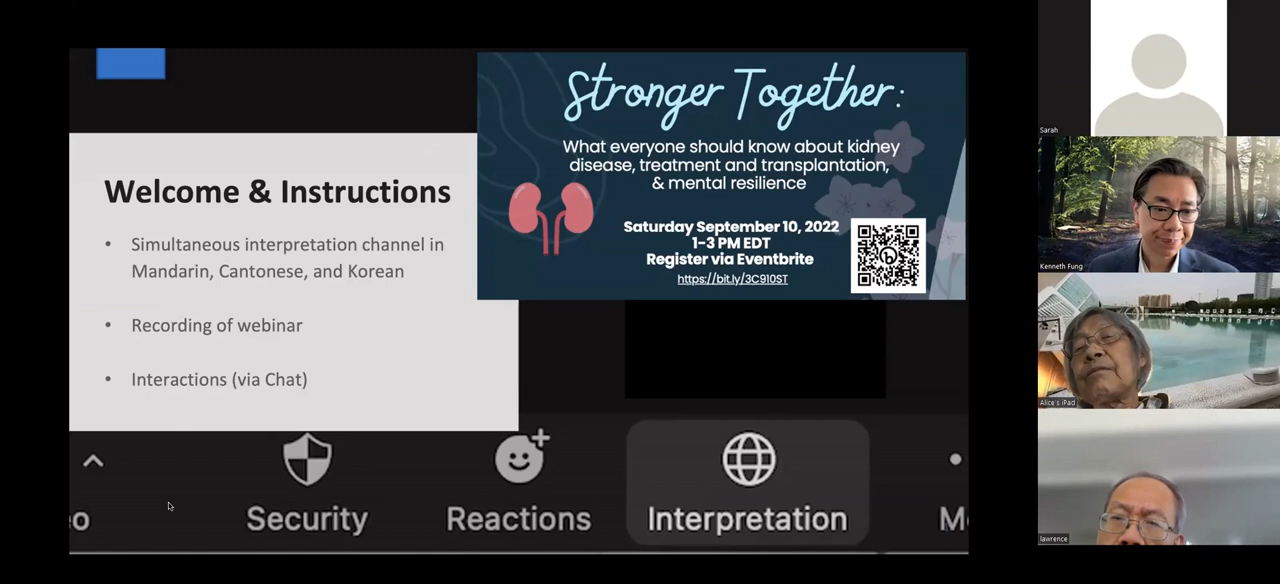 Stronger Together:
What everyone should know about kidney
disease, treatment and transplantation,
& mental resilience
Saturday September 10, 2022
1-3 PM EDT
Register via Eventbrite
https://bit.ly/3C910ST
Welcome & Instructions
• Simultaneous interpretation channel in
Mandarin, Cantonese, and Korean
• Recording of webinar
• Interactions (via Chat)
Security
Reactions
Interpretation
Sarah
Kenneth Fung
Alice's iPad
lawrence